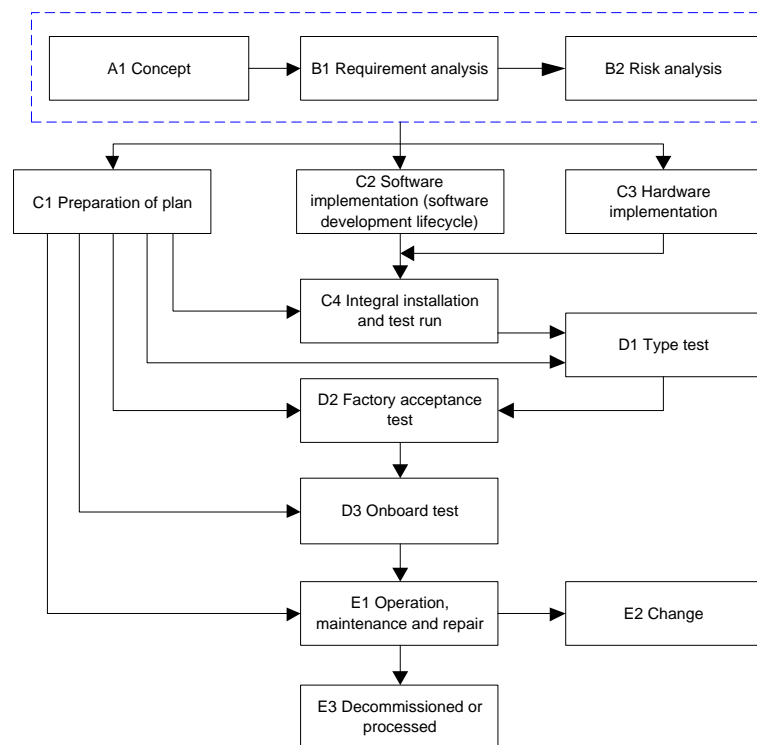 A1 Concept
B1 Requirement analysis
B2 Risk analysis
C1 Preparation of plan
C2 Software
implementation (software
development lifecycle)
C3 Hardware
implementation
C4 Integral installation
and test run
D1 Type test
D2 Factory acceptance
test
D3 Onboard test
E1 Operation,
maintenance and repair
E2 Change
E3 Decommissioned or
processed